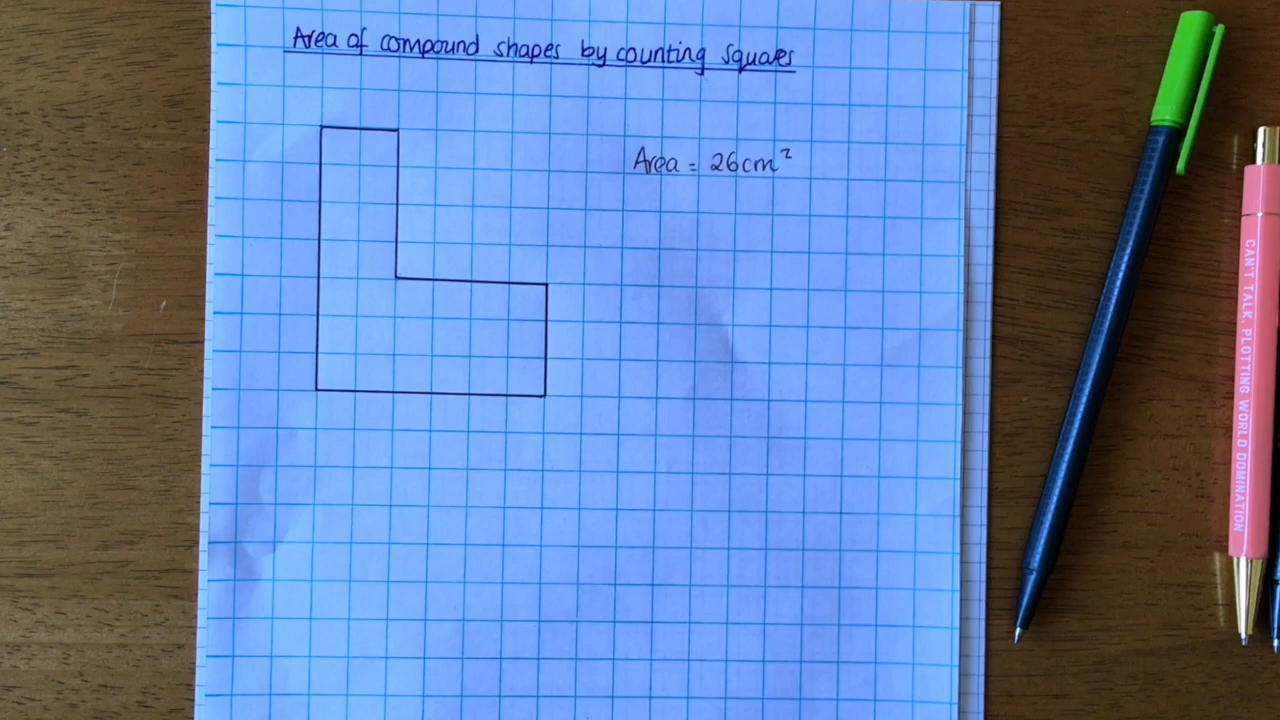 Area of compound shapes by counting squares
Area = 26cm²
CAN'T TALK, PLOTTING WORLD DOMINATION